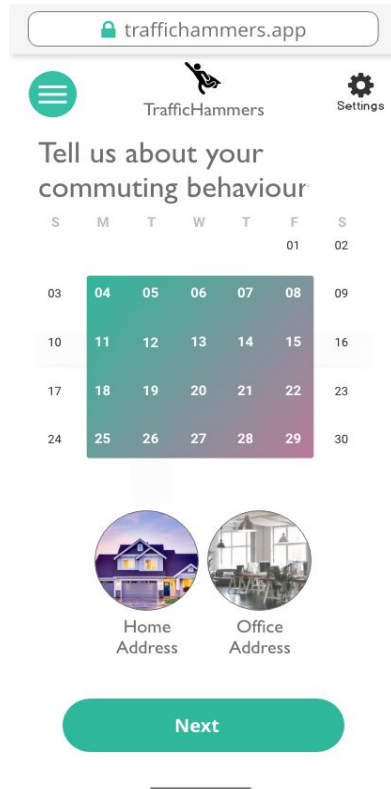 traffichammers.app
TrafficHammers
Settings
Tell us about your
commuting behaviour
S M T W T F S
01 02
03 04 05 06 07 08 09
10 11 12 13 14 15 16
17 18 19 20 21 22 23
24 25 26 27 28 29 30
Home Office
Address Address
Next